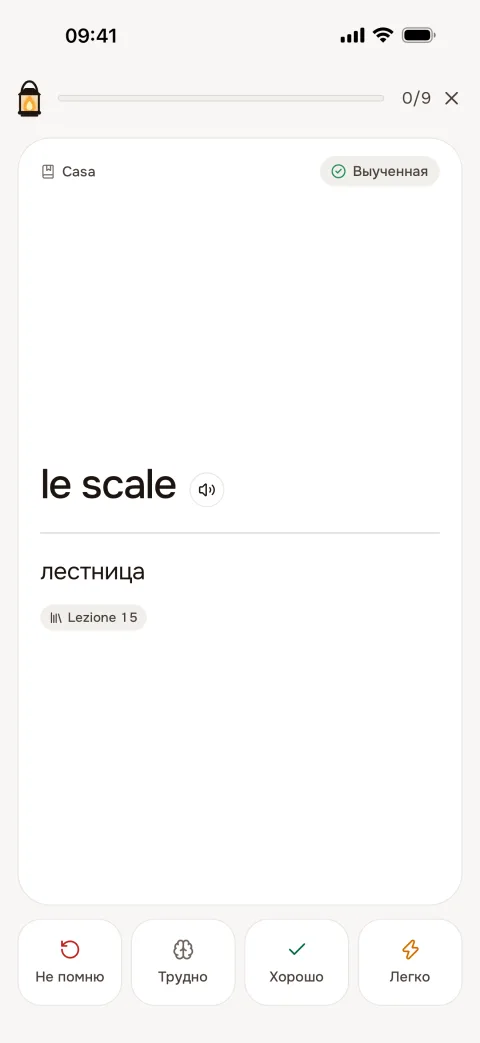 09:41
0/9
Casa
Выученная
le scale
лестница
Lezione 15
Не помню
Трудно
Хорошо
Легко